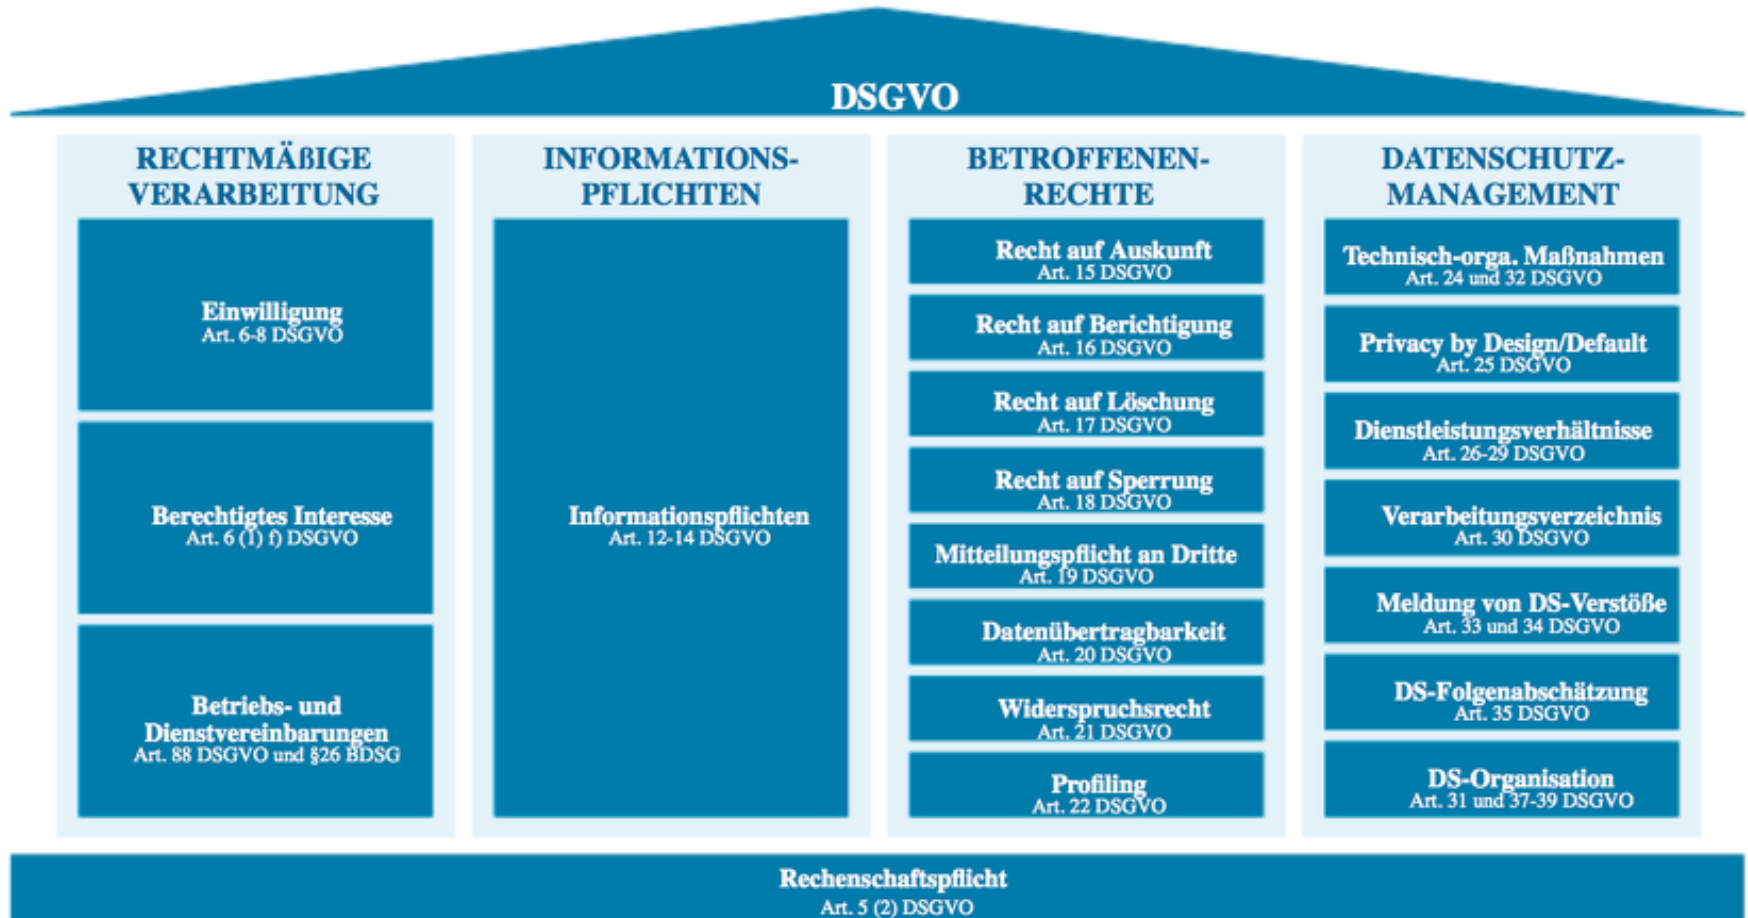 DSGVO
RECHTMÄßIGE
VERARBEITUNG
Einwilligung
Art. 6-8 DSGVO
Berechtigtes Interesse
Art. 6 (1) f) DSGVO
Betriebs- und
Dienstvereinbarungen
Art. 88 DSGVO und §26 BDSG
INFORMATIONS-
PFLICHTEN
Informationspflichten
Art. 12-14 DSGVO
BETROFFENEN-
RECHTE
Recht auf Auskunft
Art. 15 DSGVO
Recht auf Berichtigung
Art. 16 DSGVO
Recht auf Löschung
Art. 17 DSGVO
Recht auf Sperrung
Art. 18 DSGVO
Mitteilungspflicht an Dritte
Art. 19 DSGVO
Datenübertragbarkeit
Art. 20 DSGVO
Widerspruchsrecht
Art. 21 DSGVO
Profiling
Art. 22 DSGVO
DATENSCHUTZ-
MANAGEMENT
Technisch-orga. Maßnahmen
Art. 24 und 32 DSGVO
Privacy by Design/Default
Art. 25 DSGVO
Dienstleistungsverhältnisse
Art. 26-29 DSGVO
Verarbeitungsverzeichnis
Art. 30 DSGVO
Meldung von DS-Verstöße
Art. 33 und 34 DSGVO
DS-Folgenabschätzung
Art. 35 DSGVO
DS-Organisation
Art. 31 und 37-39 DSGVO
Rechenschaftspflicht
Art. 5 (2) DSGVO